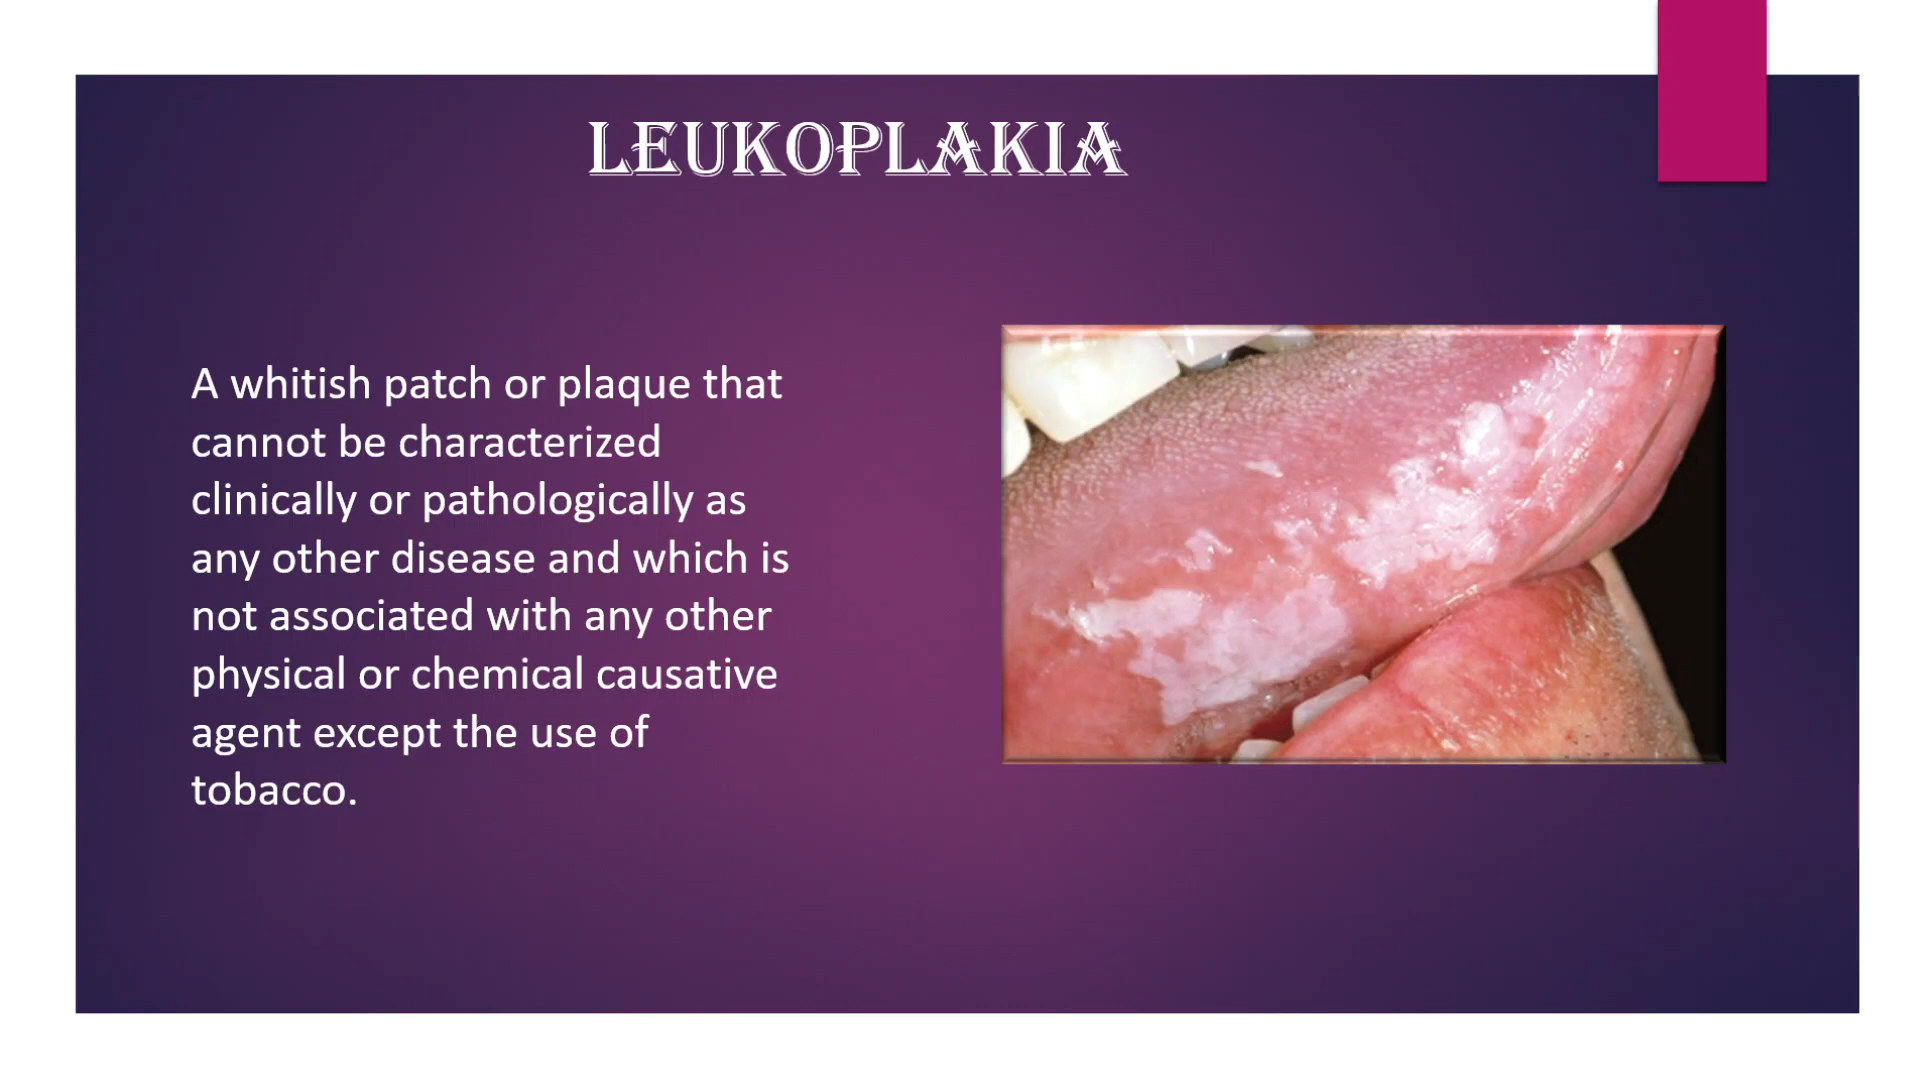 LEUKOPLAKIA
A whitish patch or plaque that
cannot be characterized
clinically or pathologically as
any other disease and which is
not associated with any other
physical or chemical causative
agent except the use of
tobacco.